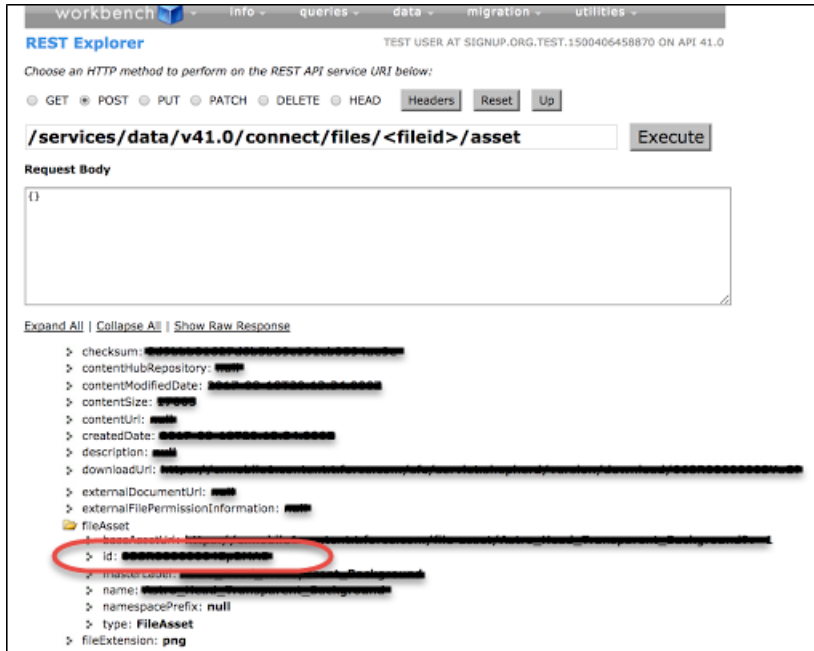 workbench info queries data migration utilities
REST Explorer TEST USER AT SIGNUP.ORG.TEST.1500406458870 ON API 41.0
Choose an HTTP method to perform on the REST API service URI below:
GET POST PUT PATCH DELETE HEAD Headers Reset Up
/services/data/v41.0/connect/files/<fileid>/asset Execute
Request Body
{}
Expand All | Collapse All | Show Raw Response
checksum:
contentHubRepository:
contentModifiedDate:
contentSize:
contentUrl:
createdDate:
description:
downloadUrl:
externalDocumentUrl:
externalFilePermissionInformation:
fileAsset
baseAssetUrl:
id:
masterLabel:
name:
namespacePrefix: null
type: FileAsset
fileExtension: png